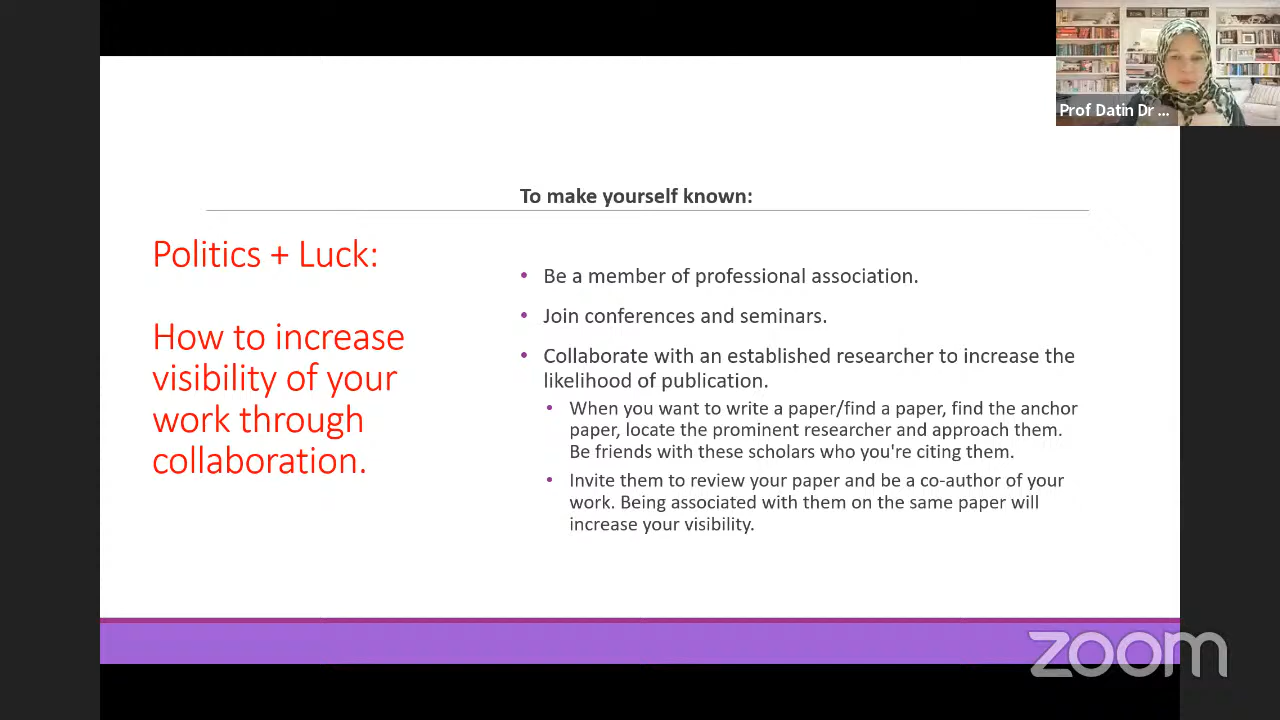 Prof Datin Dr ...
To make yourself known:
Politics + Luck:
How to increase
visibility of your
work through
collaboration.
• Be a member of professional association.
• Join conferences and seminars.
• Collaborate with an established researcher to increase the
likelihood of publication.
• When you want to write a paper/find a paper, find the anchor
paper, locate the prominent researcher and approach them.
Be friends with these scholars who you're citing them.
• Invite them to review your paper and be a co-author of your
work. Being associated with them on the same paper will
increase your visibility.
zoom